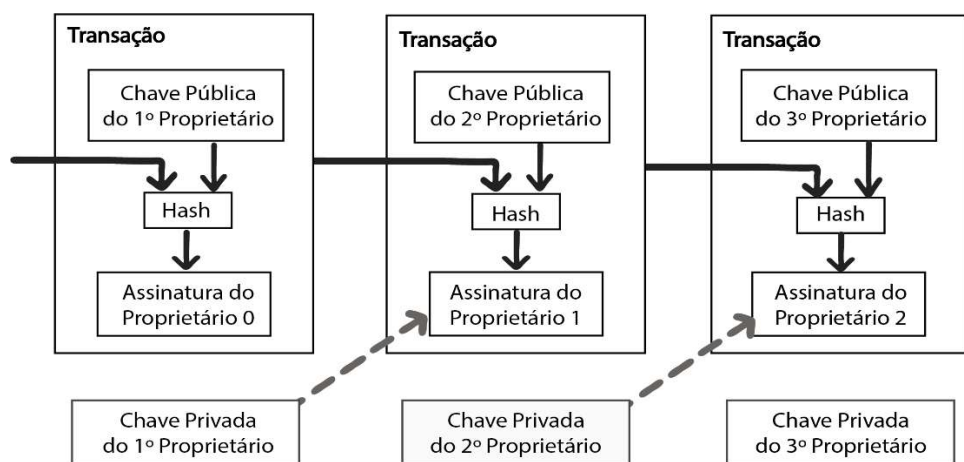 Transação
Chave Pública
do 1º Proprietário
Hash
Assinatura do
Proprietário 0
Transação
Chave Pública
do 2º Proprietário
Hash
Assinatura do
Proprietário 1
Transação
Chave Pública
do 3º Proprietário
Hash
Assinatura do
Proprietário 2
Chave Privada
do 1º Proprietário
Chave Privada
do 2º Proprietário
Chave Privada
do 3º Proprietário